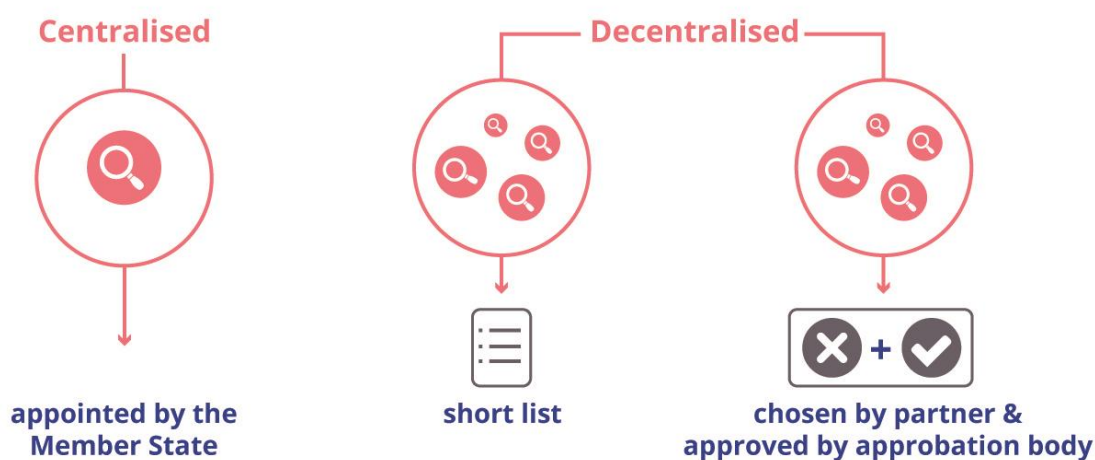 Centralised
Decentralised
+
appointed by the
Member State
short list
chosen by partner &
approved by approbation body